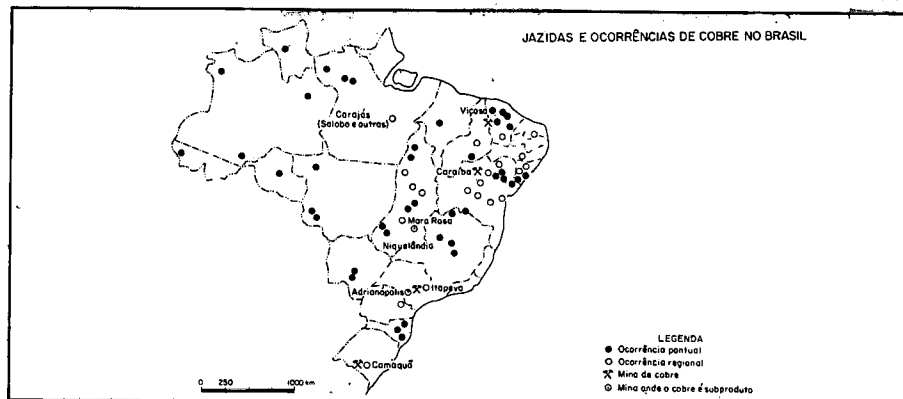 JAZIDAS E OCORRÊNCIAS DE COBRE NO BRASIL
Viçosa
Carajás
(Salobo e outras)
Caraíba
Mara Rosa
Niquelândia
Adrianópolis
Itapeva
Camaquã
LEGENDA
Ocorrência pontual
Ocorrência regional
Mina de cobre
Mina onde o cobre é subproduto
0 250 1000 km